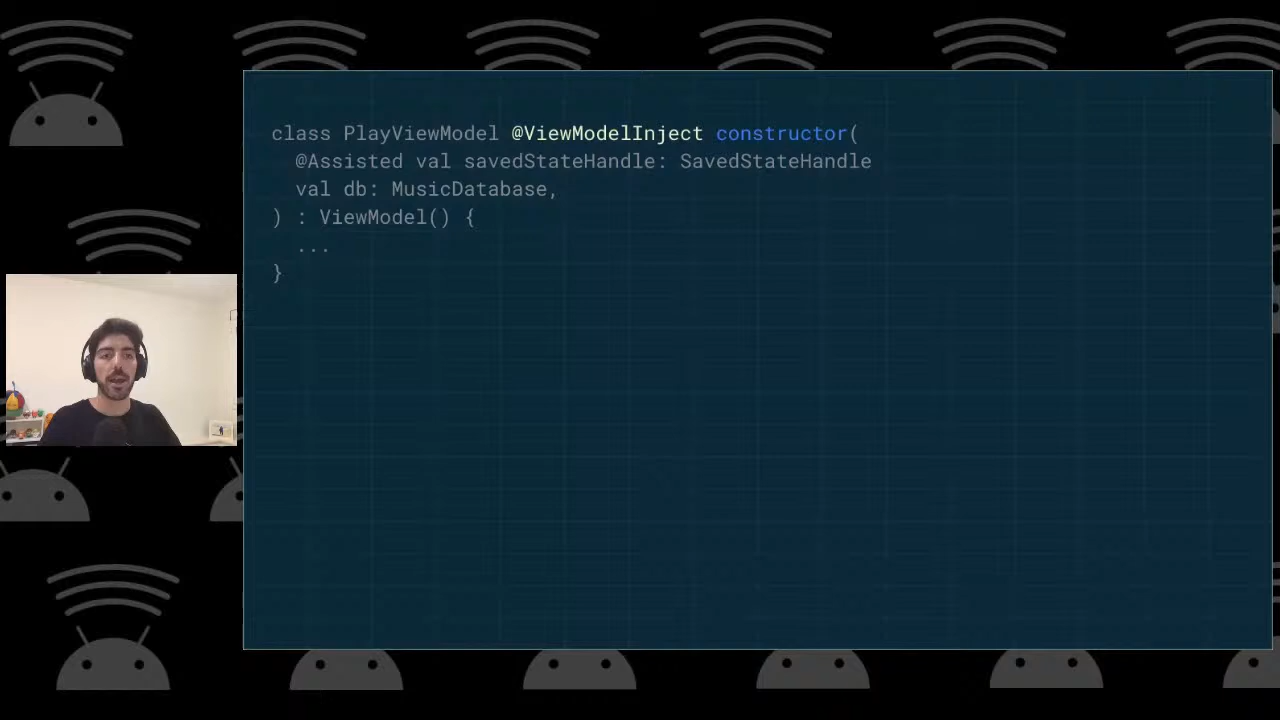 class PlayViewModel @ViewModelInject constructor(
  @Assisted val savedStateHandle: SavedStateHandle
  val db: MusicDatabase,
) : ViewModel() {
  ...
}